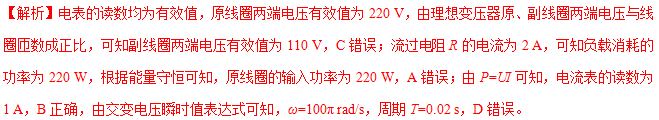 【解析】电表的读数均为有效值，原线圈两端电压有效值为 220 V，由理想变压器原、副线圈两端电压与线
圈匝数成正比，可知副线圈两端电压有效值为 110 V，C 错误；流过电阻 R 的电流为 2 A，可知负载消耗的
功率为 220 W，根据能量守恒可知，原线圈的输入功率为 220 W，A 错误；由 P=UI 可知，电流表的读数为
1 A，B 正确，由交变电压瞬时值表达式可知，ω=100π rad/s，周期 T=0.02 s，D 错误。